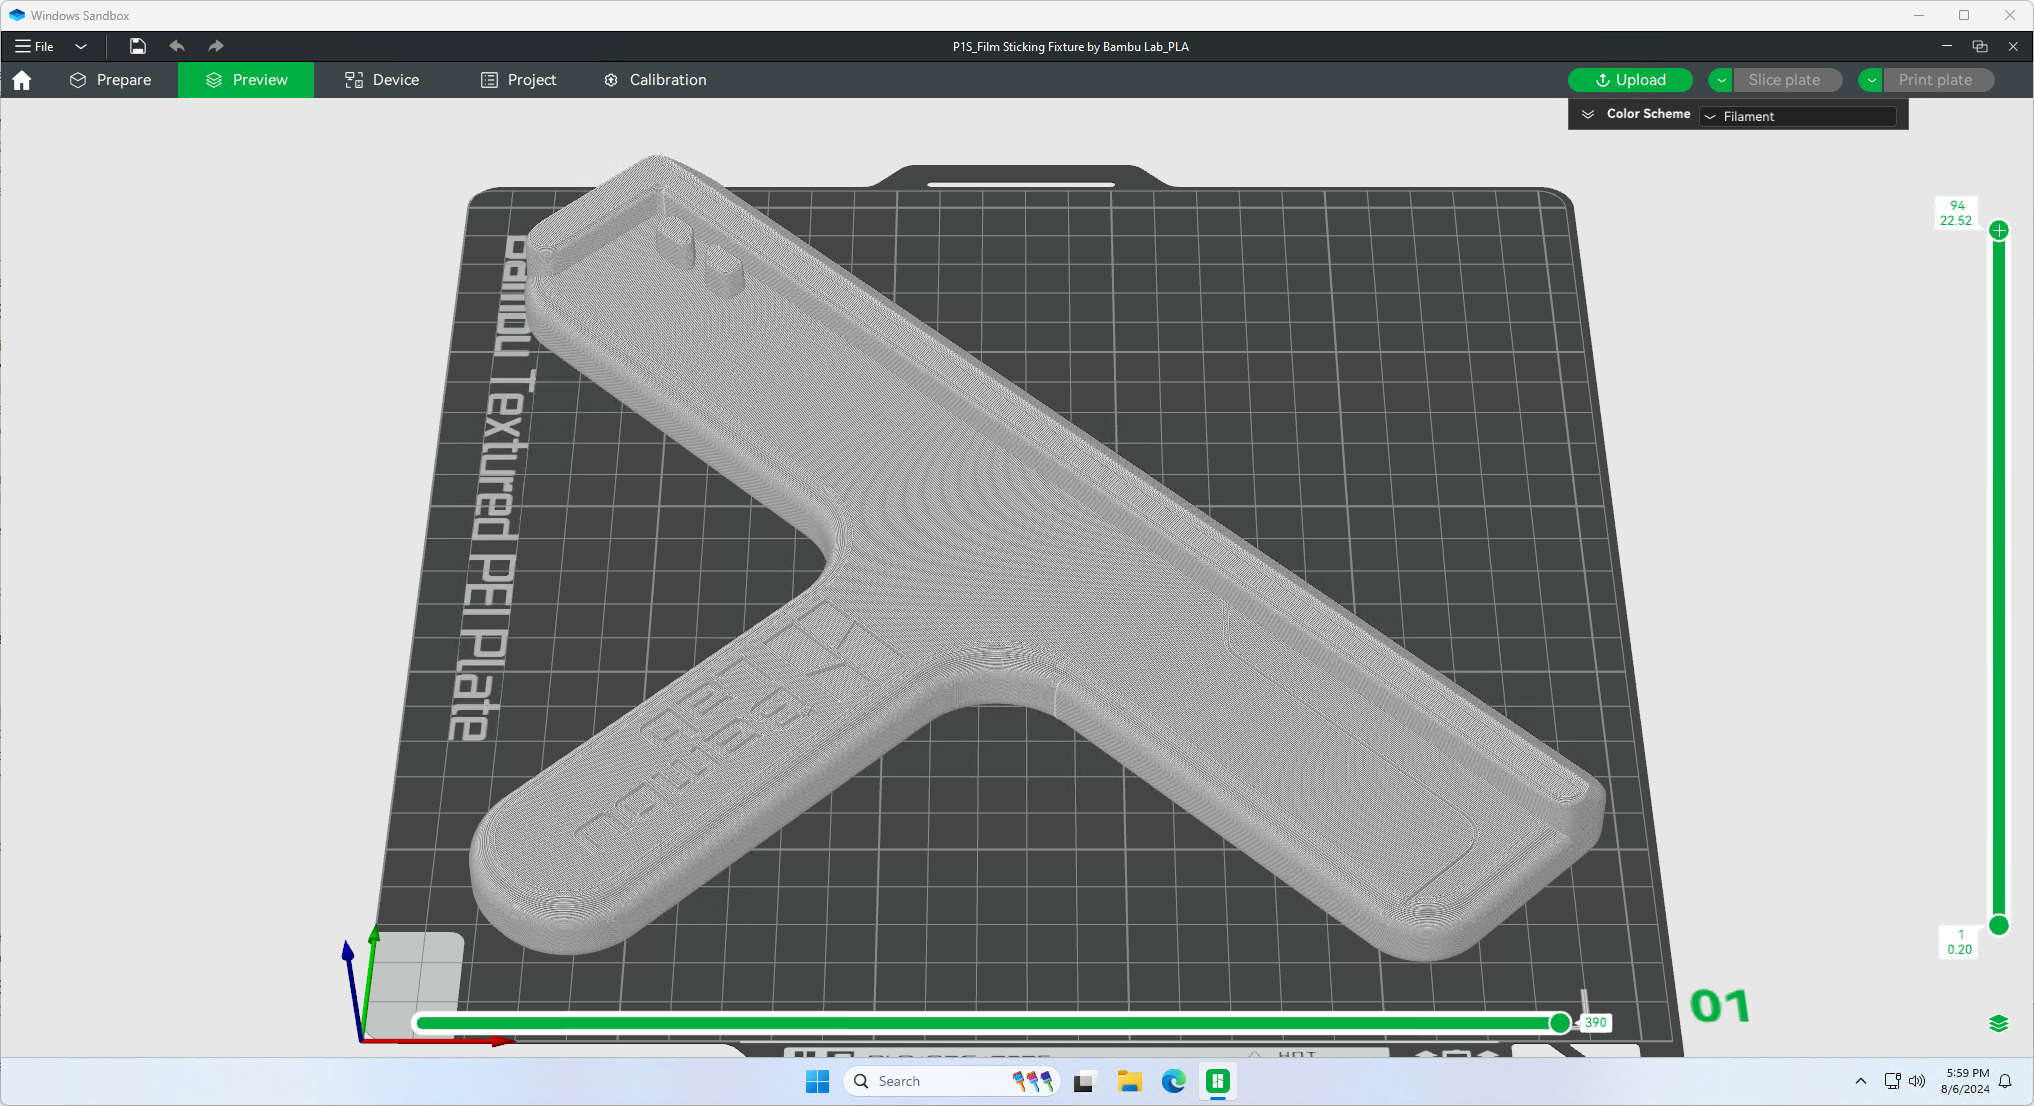 Windows Sandbox
File
P1S_Film Sticking Fixture by Bambu Lab_PLA
Prepare
Preview
Device
Project
Calibration
Upload
Slice plate
Print plate
Color Scheme
Filament
94
22.52
Bambu Textured PEI Plate
1
0.20
01
390
HOT
Search
5:59 PM
8/6/2024